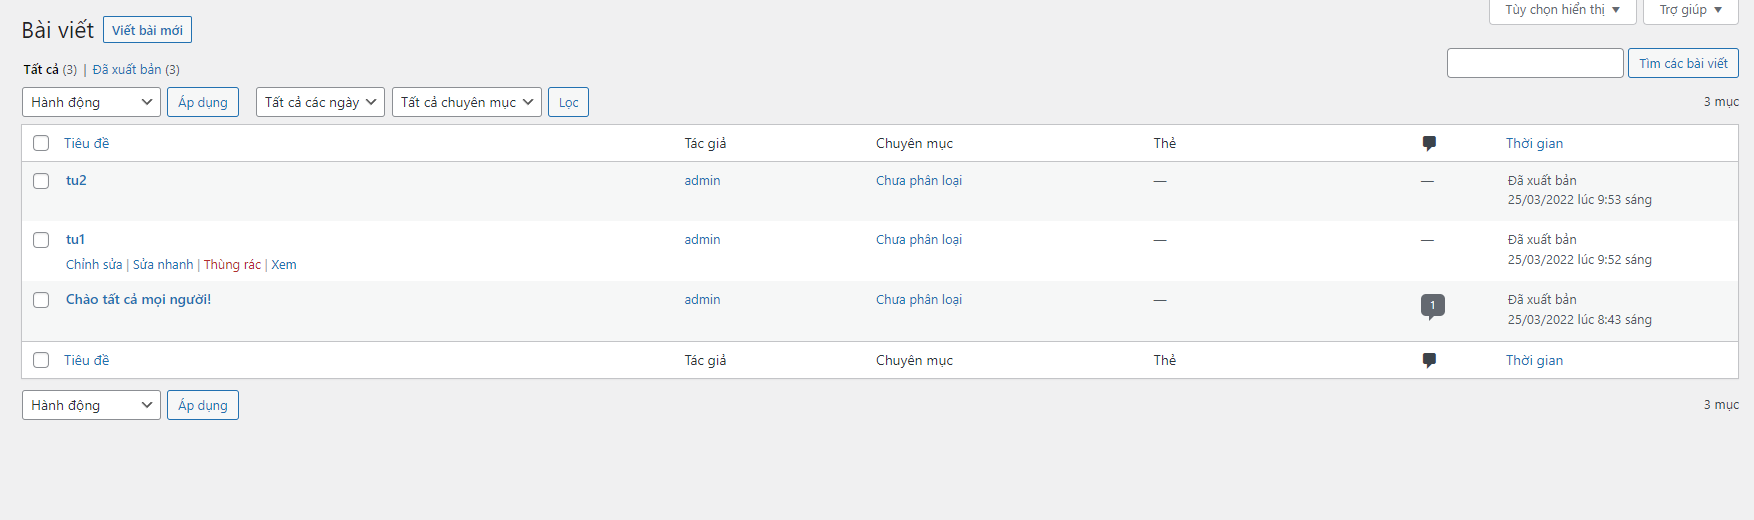 Tùy chọn hiển thị ▼ Trợ giúp ▼
Bài viết Viết bài mới
Tất cả (3) | Đã xuất bản (3)
Tìm các bài viết
Hành động Áp dụng Tất cả các ngày Tất cả chuyên mục Lọc 3 mục
Tiêu đề Tác giả Chuyên mục Thẻ Thời gian
tu2 admin Chưa phân loại — — Đã xuất bản
25/03/2022 lúc 9:53 sáng
tu1 admin Chưa phân loại — — Đã xuất bản
Chỉnh sửa | Sửa nhanh | Thùng rác | Xem 25/03/2022 lúc 9:52 sáng
Chào tất cả mọi người! admin Chưa phân loại — 1 Đã xuất bản
25/03/2022 lúc 8:43 sáng
Tiêu đề Tác giả Chuyên mục Thẻ Thời gian
Hành động Áp dụng 3 mục